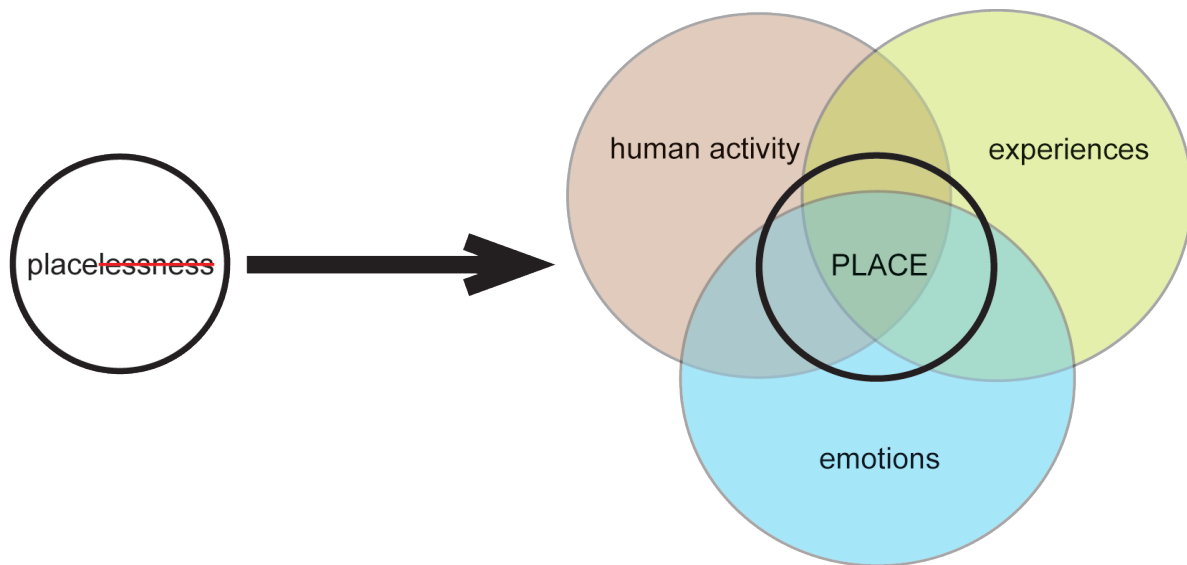 placelessness
human activity
experiences
PLACE
emotions